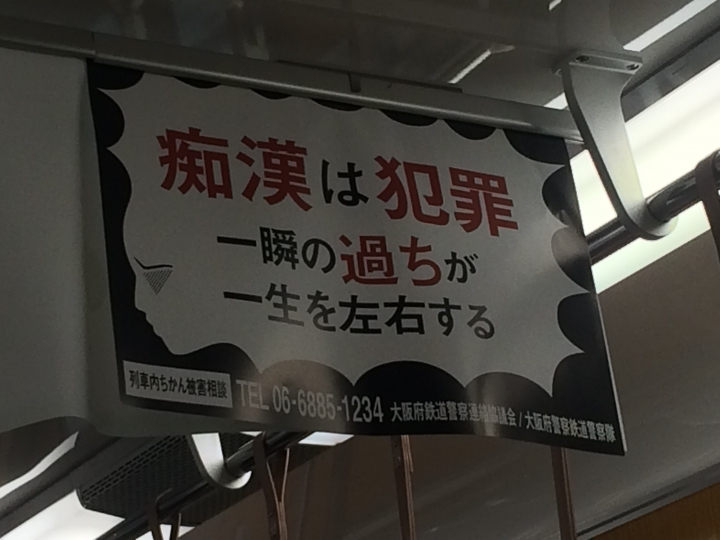 痴漢は犯罪
一瞬の過ちが
一生を左右する
列車内ちかん被害相談
TEL 06-6885-1234 大阪府鉄道警察連絡協議会/大阪府警察鉄道警察隊